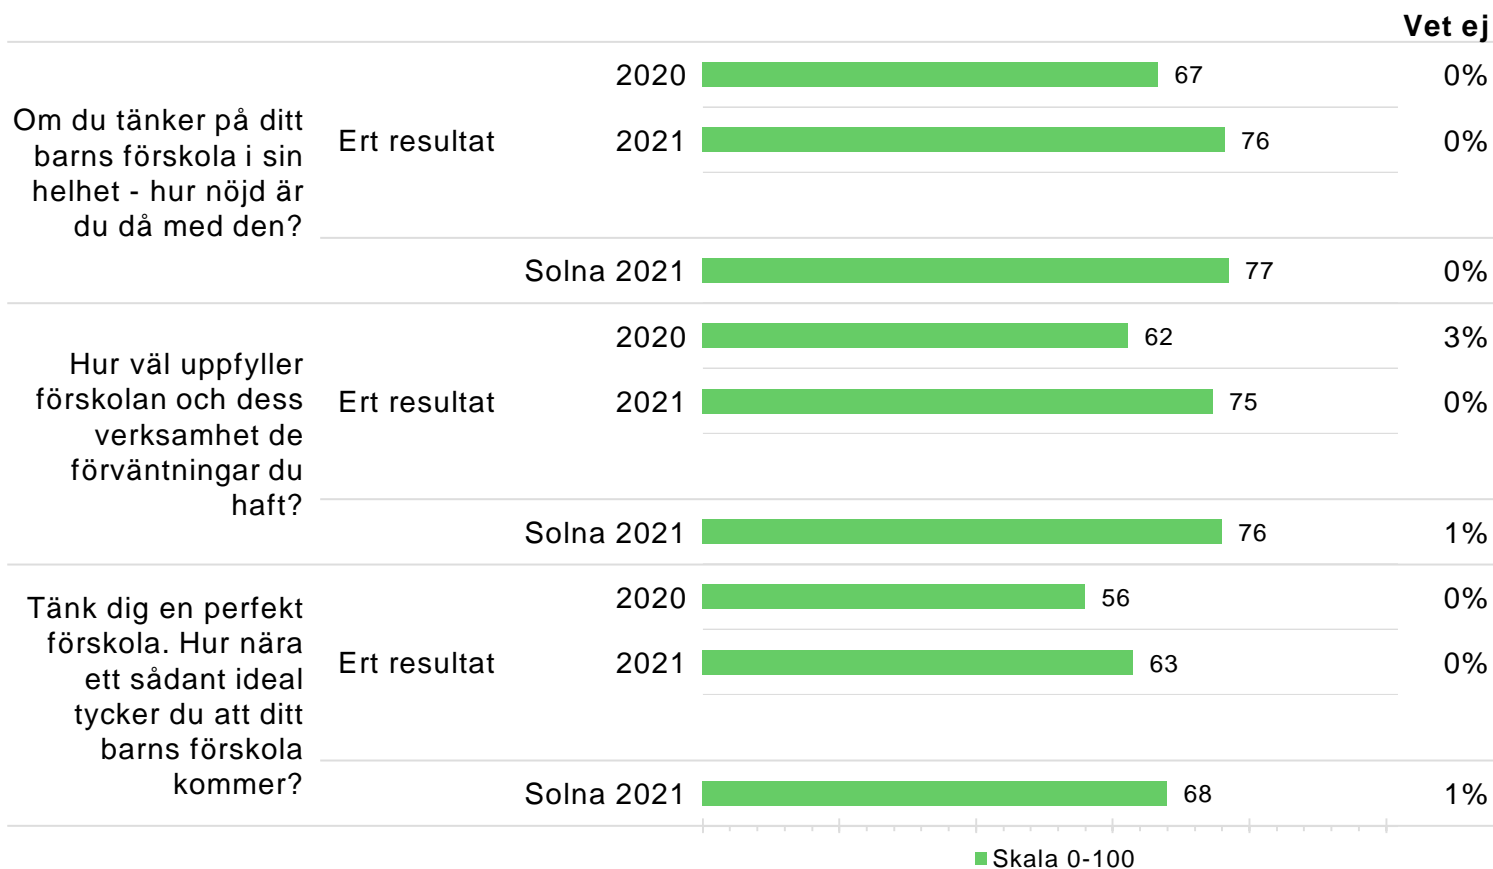 Vet ej
Om du tänker på ditt
barns förskola i sin
helhet - hur nöjd är
du då med den?
Ert resultat
2020 67 0%
2021 76 0%
Solna 2021 77 0%
Hur väl uppfyller
förskolan och dess
verksamhet de
förväntningar du
haft?
Ert resultat
2020 62 3%
2021 75 0%
Solna 2021 76 1%
Tänk dig en perfekt
förskola. Hur nära
ett sådant ideal
tycker du att ditt
barns förskola
kommer?
Ert resultat
2020 56 0%
2021 63 0%
Solna 2021 68 1%
Skala 0-100